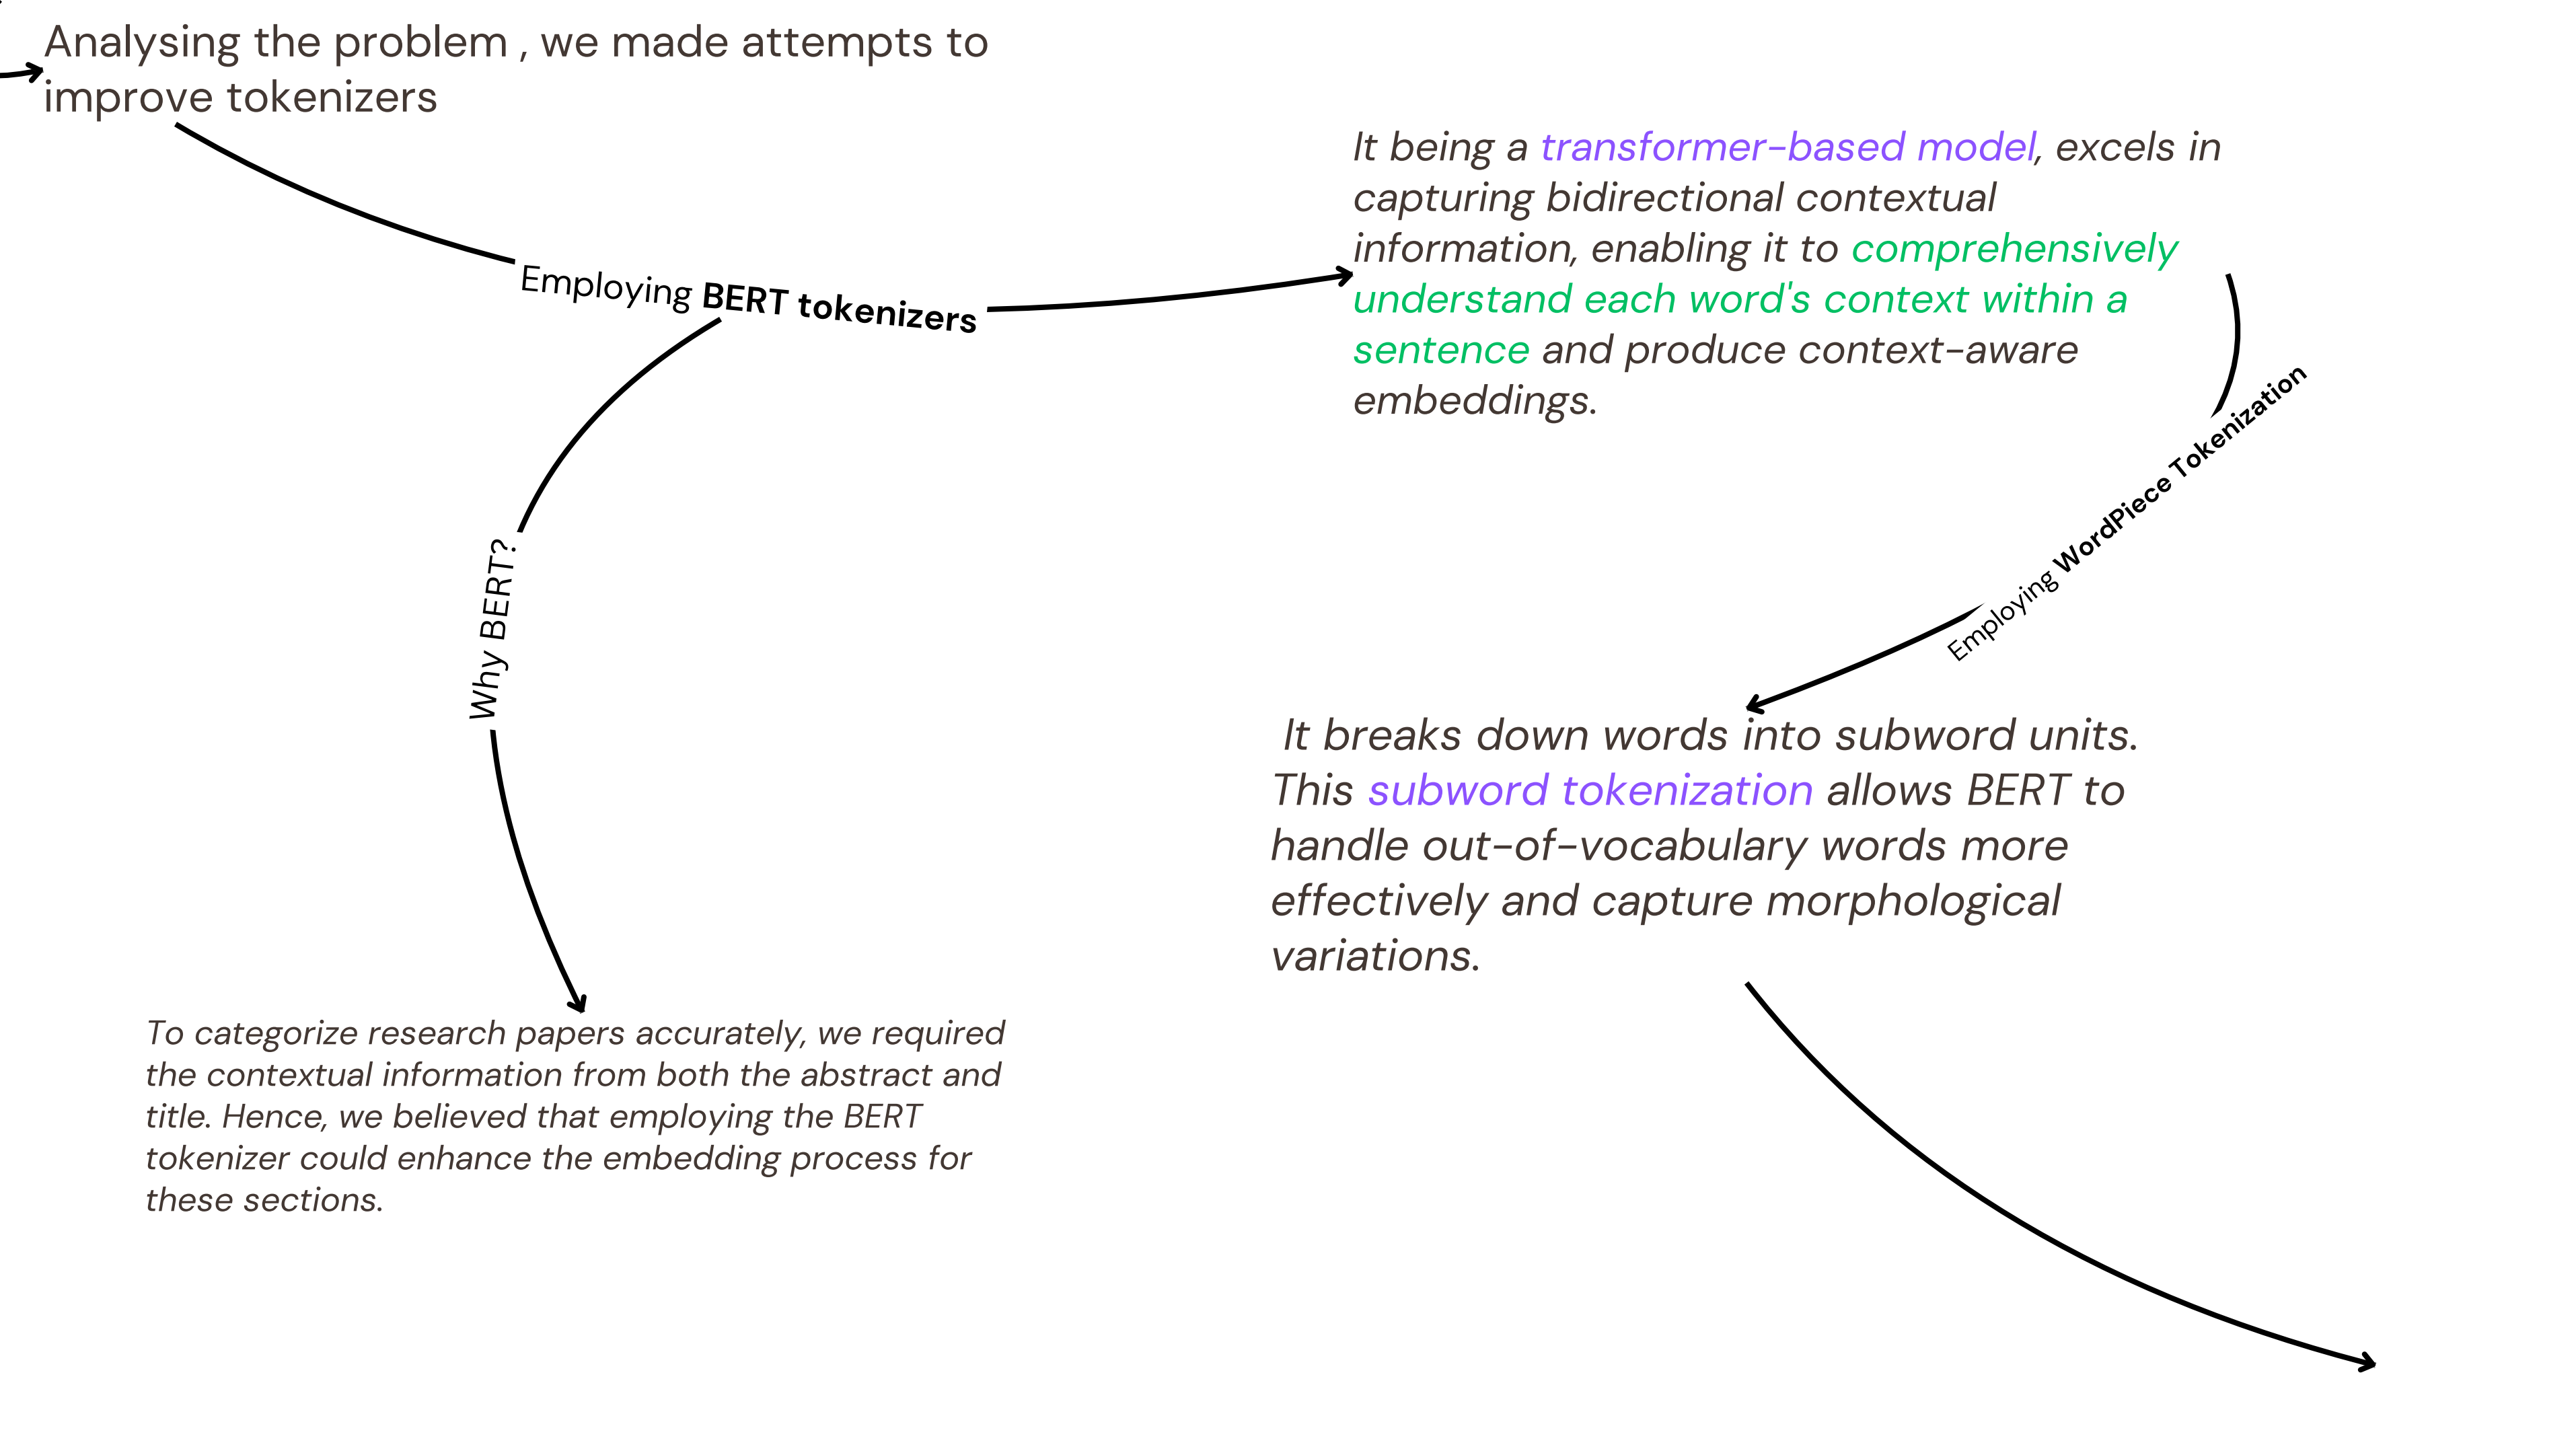 Analysing the problem , we made attempts to
improve tokenizers
Employing BERT tokenizers
It being a transformer-based model, excels in
capturing bidirectional contextual
information, enabling it to comprehensively
understand each word's context within a
sentence and produce context-aware
embeddings.
Employing WordPiece Tokenization
Why BERT?
It breaks down words into subword units.
This subword tokenization allows BERT to
handle out-of-vocabulary words more
effectively and capture morphological
variations.
To categorize research papers accurately, we required
the contextual information from both the abstract and
title. Hence, we believed that employing the BERT
tokenizer could enhance the embedding process for
these sections.